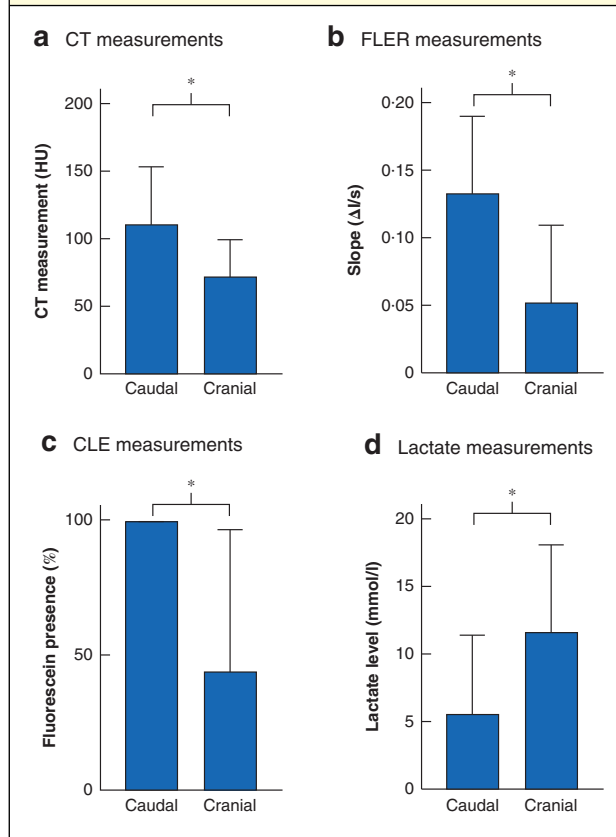 a CT measurements
*
200
150
100
50
0
CT measurement (HU)
Caudal Cranial
b FLER measurements
*
0·20
0·15
0·10
0·05
0
Slope (ΔI/s)
Caudal Cranial
c CLE measurements
*
100
50
0
Fluorescein presence (%)
Caudal Cranial
d Lactate measurements
*
20
15
10
5
0
Lactate level (mmol/l)
Caudal Cranial